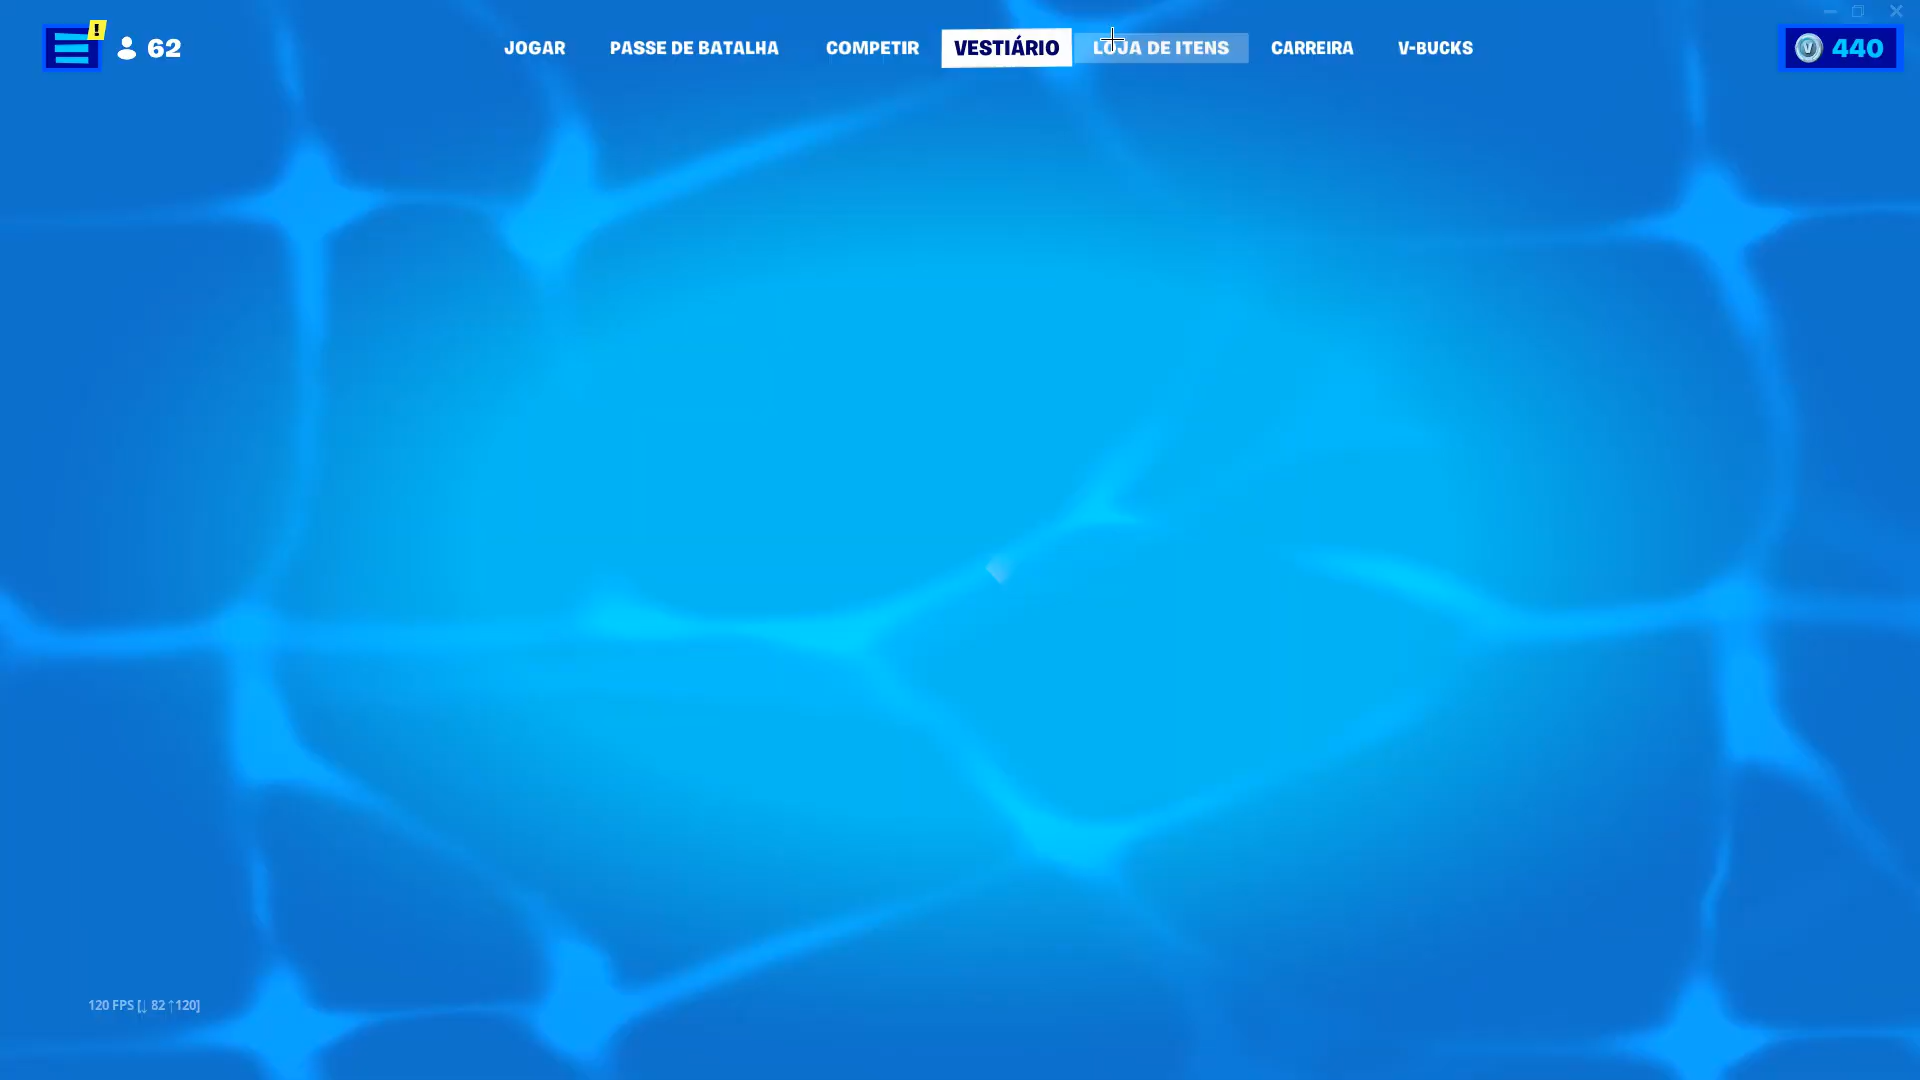 !
62
JOGAR
PASSE DE BATALHA
COMPETIR
VESTIÁRIO
LOJA DE ITENS
CARREIRA
V-BUCKS
V 440
120 FPS [↓ 82 ↑120]